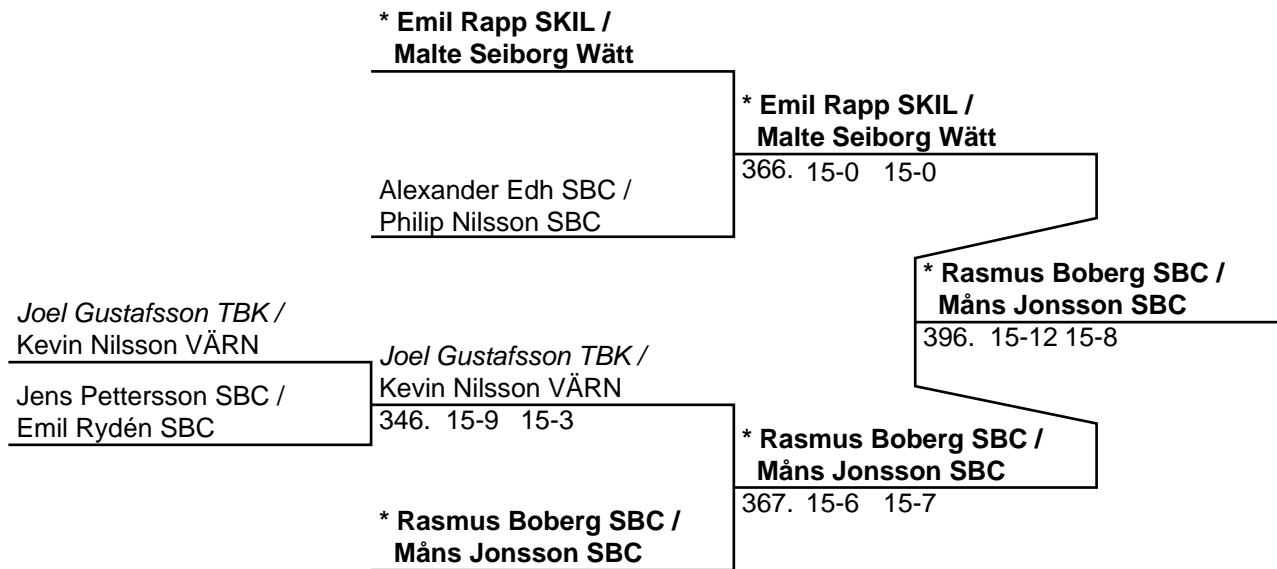 * Emil Rapp SKIL /
Malte Seiborg Wätt
* Emil Rapp SKIL /
Malte Seiborg Wätt
366. 15-0 15-0
Alexander Edh SBC /
Philip Nilsson SBC
* Rasmus Boberg SBC /
Måns Jonsson SBC
396. 15-12 15-8
Joel Gustafsson TBK /
Kevin Nilsson VÄRN
Joel Gustafsson TBK /
Kevin Nilsson VÄRN
346. 15-9 15-3
Jens Pettersson SBC /
Emil Rydén SBC
* Rasmus Boberg SBC /
Måns Jonsson SBC
367. 15-6 15-7
* Rasmus Boberg SBC /
Måns Jonsson SBC